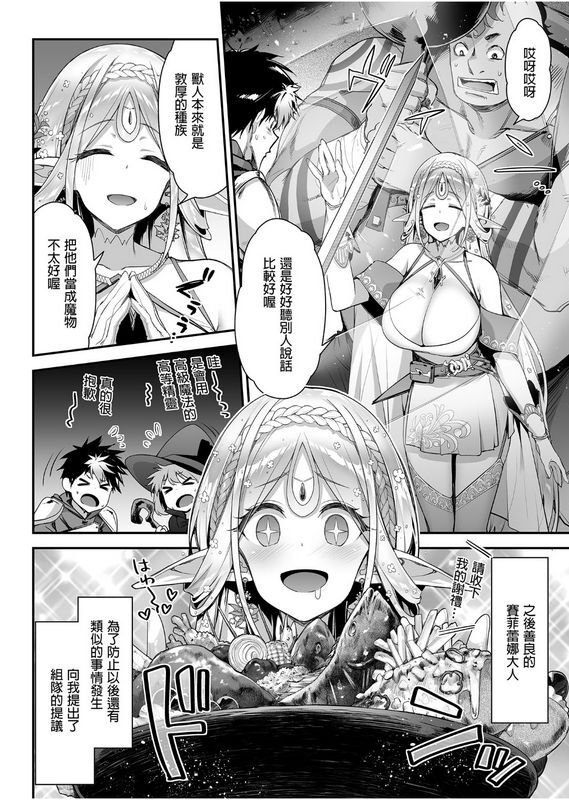 哎呀哎呀
還是好好聽別人說話
比較好喔
獸人本來就是
敦厚的種族
把他們當成魔物
不太好喔
哇
是會用
高級魔法的
高等精靈
真的很
抱歉
請收下
我的謝禮…
はわ〜
之後善良的
賽菲蕾娜大人
為了防止以後還有
類似的事情發生
向我提出了
組隊的提議
ドドン